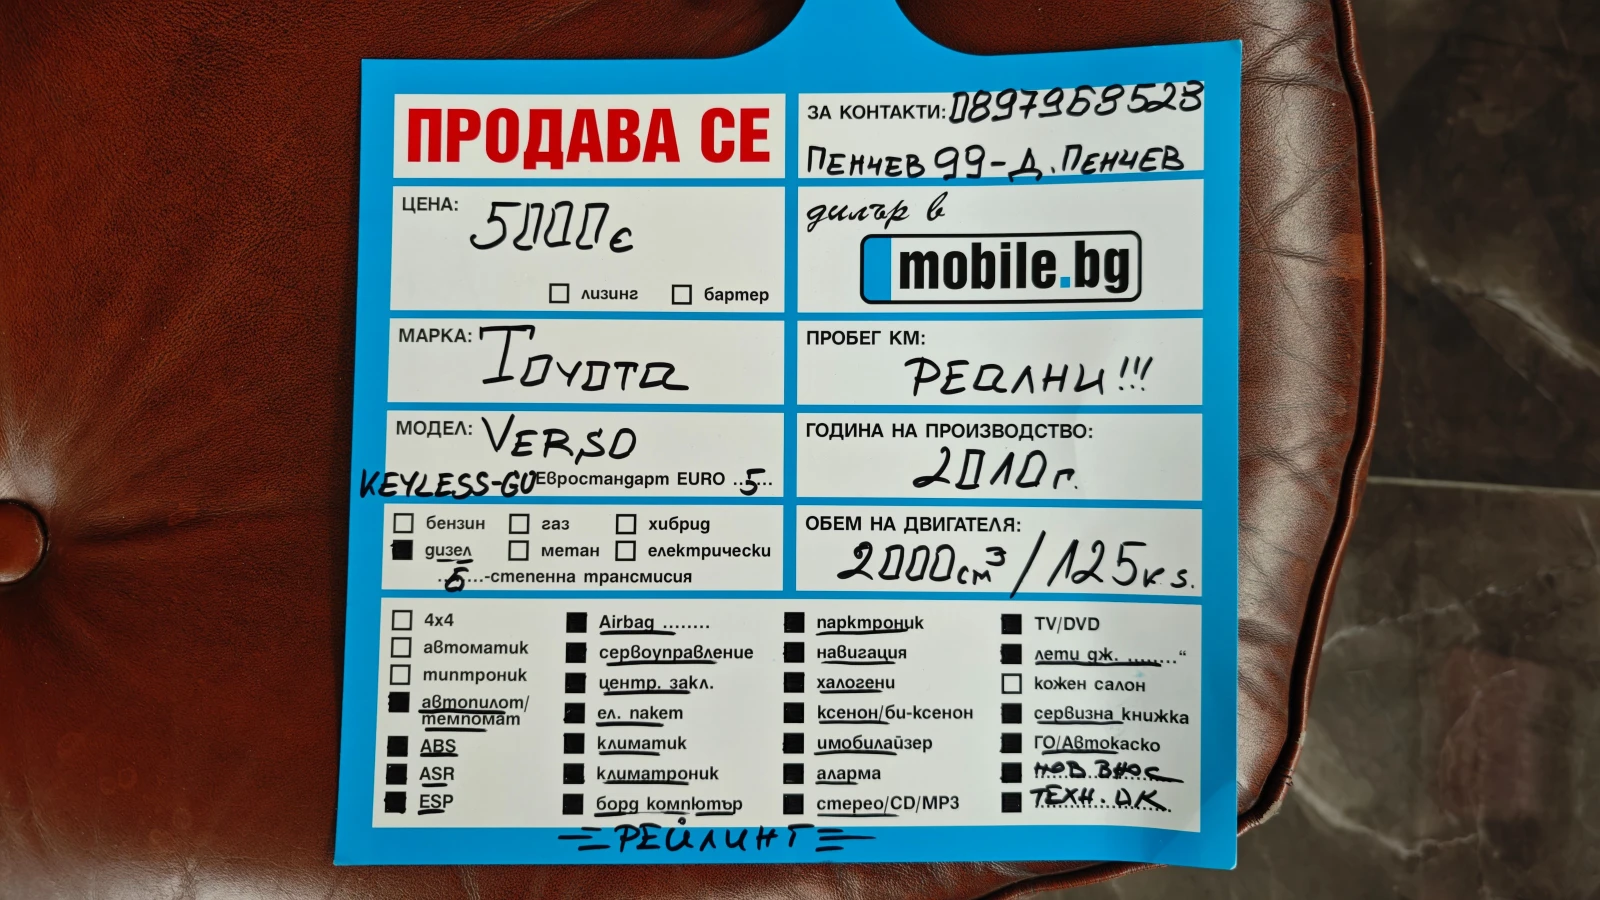 ПРОДАВА СЕ
ЗА КОНТАКТИ: 0897968523
ПЕНЧЕВ 99 - Д. ПЕНЧЕВ
ЦЕНА: 5000€
лизинг бартер
дилър в
mobile.bg
МАРКА: TOYOTA
ПРОБЕГ КМ:
РЕАЛНИ!!!
МОДЕЛ: VERSO
KEYLESS-GO Евростандарт EURO ..5...
ГОДИНА НА ПРОИЗВОДСТВО:
2010г.
бензин газ хибрид
дизел метан електрически
..6...-степенна трансмисия
ОБЕМ НА ДВИГАТЕЛЯ:
2000см³/125к.s.
4x4
автоматик
типтроник
автопилот/
темпомат
ABS
ASR
ESP
Airbag ........
сервоуправление
центр. закл.
ел. пакет
климатик
климатроник
борд компютър
парктроник
навигация
халогени
ксенон/би-ксенон
имобилайзер
аларма
стерео/CD/MP3
TV/DVD
лети дж. ........“
кожен салон
сервизна книжка
ГО/Автокаско
НОВ ВНОС
ТЕХН. ОК.
РЕЙЛИНГ